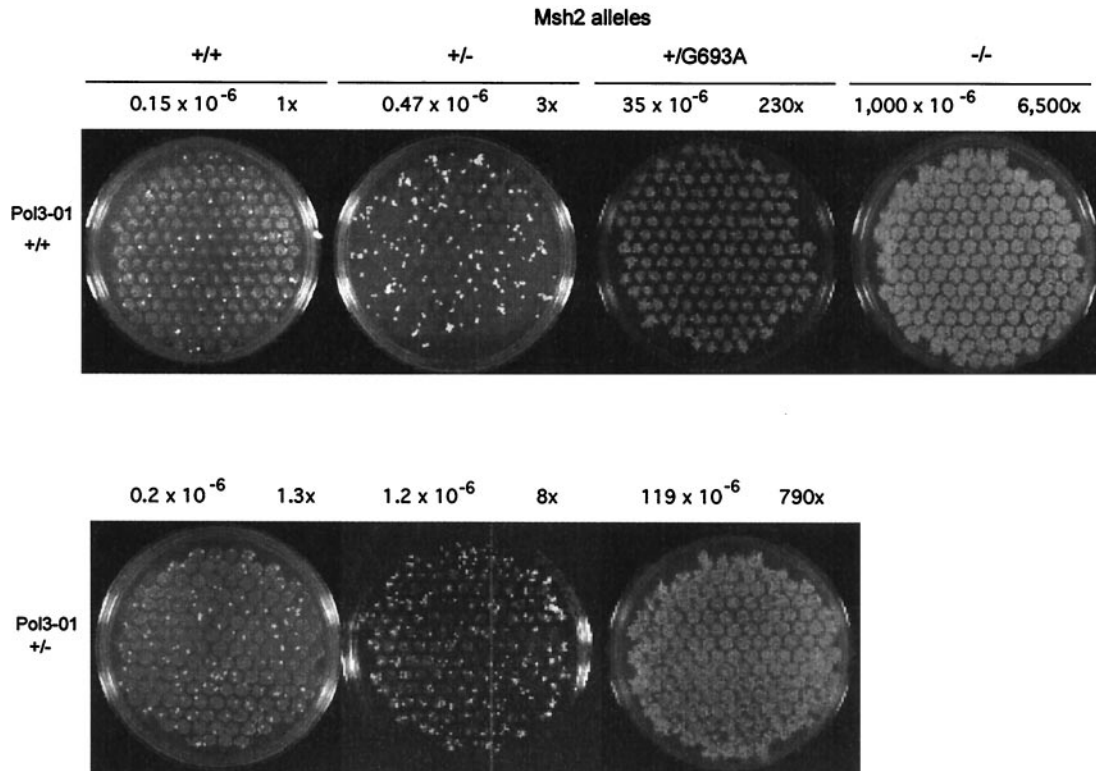 Msh2 alleles
+/+ +/- +/G693A -/-
0.15 x 10⁻⁶ 1x 0.47 x 10⁻⁶ 3x 35 x 10⁻⁶ 230x 1,000 x 10⁻⁶ 6,500x
Pol3-01
+/+
0.2 x 10⁻⁶ 1.3x 1.2 x 10⁻⁶ 8x 119 x 10⁻⁶ 790x
Pol3-01
+/-